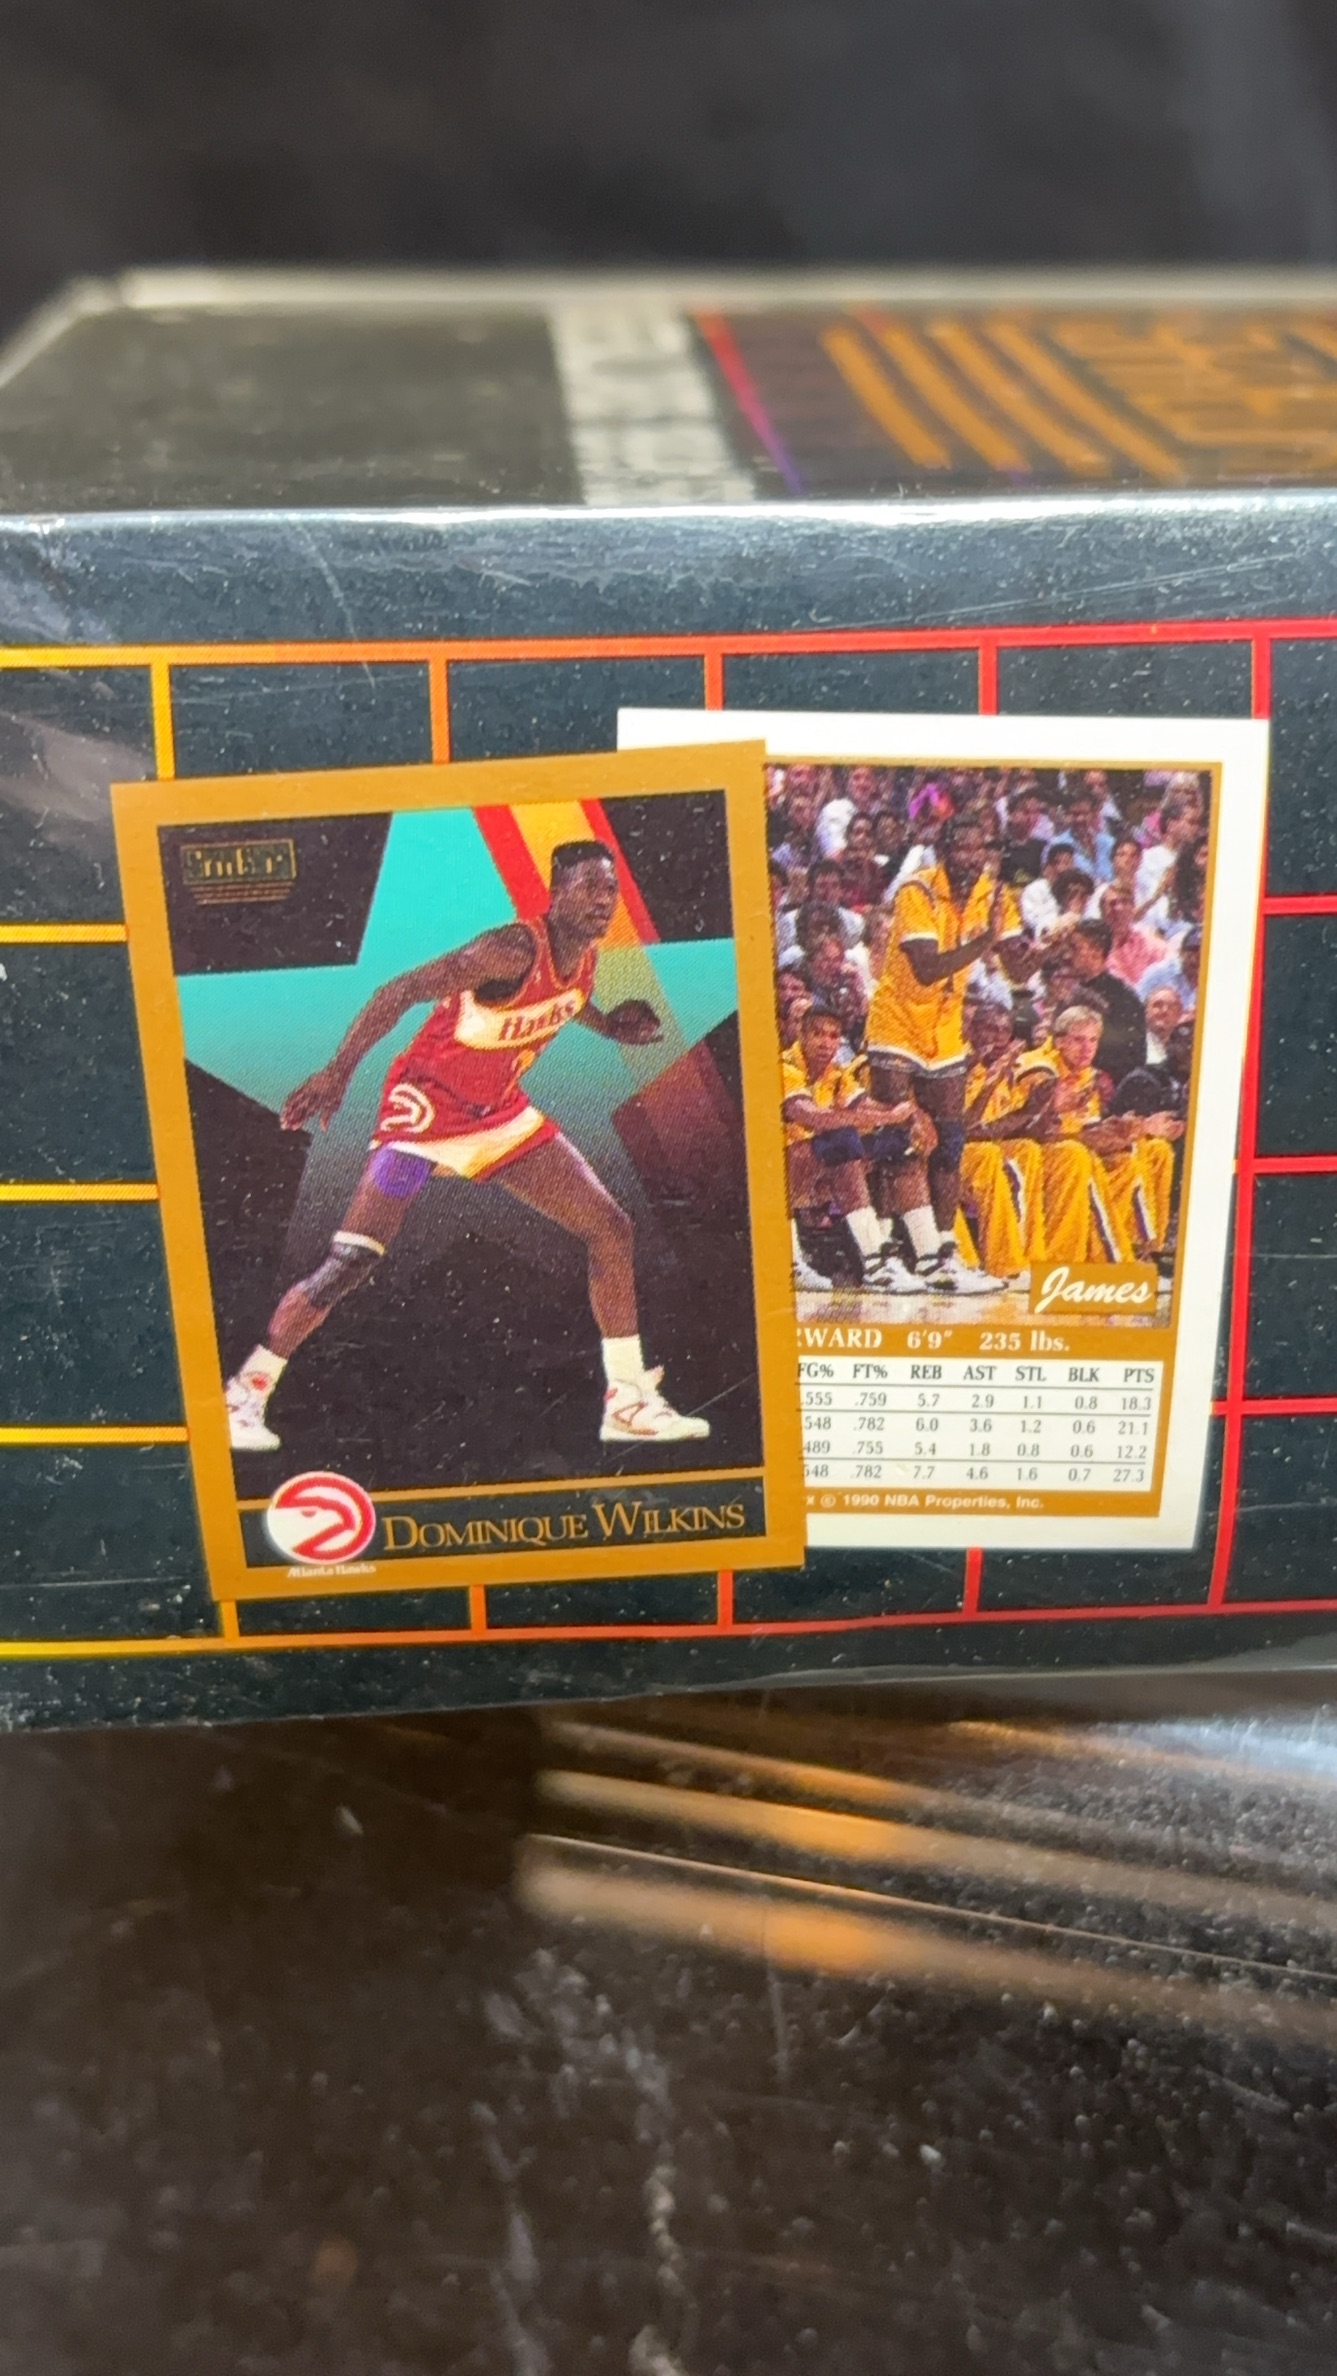 SkyBox
Hawks
2
DOMINIQUE WILKINS
Atlanta Hawks
James
RWARD 6'9" 235 lbs.
FG% FT% REB AST STL BLK PTS
.555 .759 5.7 2.9 1.1 0.8 18.3
.548 .782 6.0 3.6 1.2 0.6 21.1
.489 .755 5.4 1.8 0.8 0.6 12.2
.548 .782 7.7 4.6 1.6 0.7 27.3
x © 1990 NBA Properties, Inc.